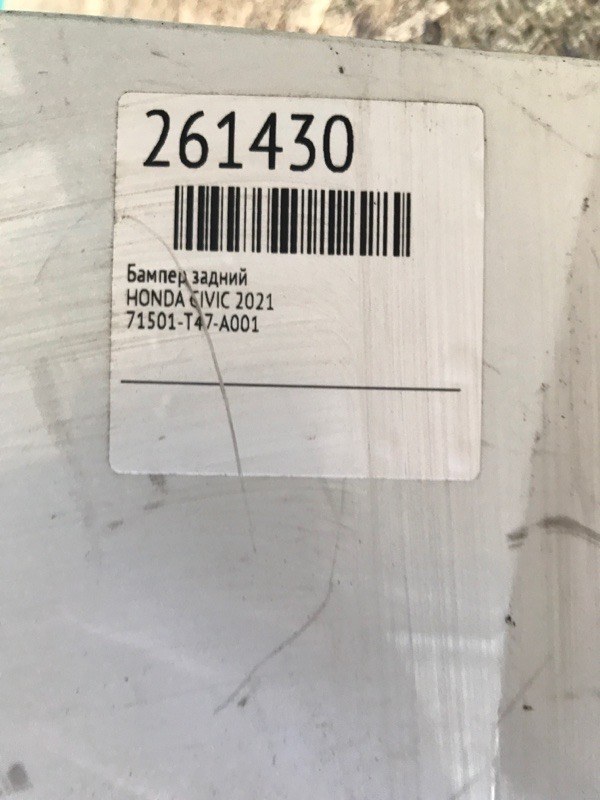 261430
Бампер задний
HONDA CIVIC 2021
71501-T47-A001